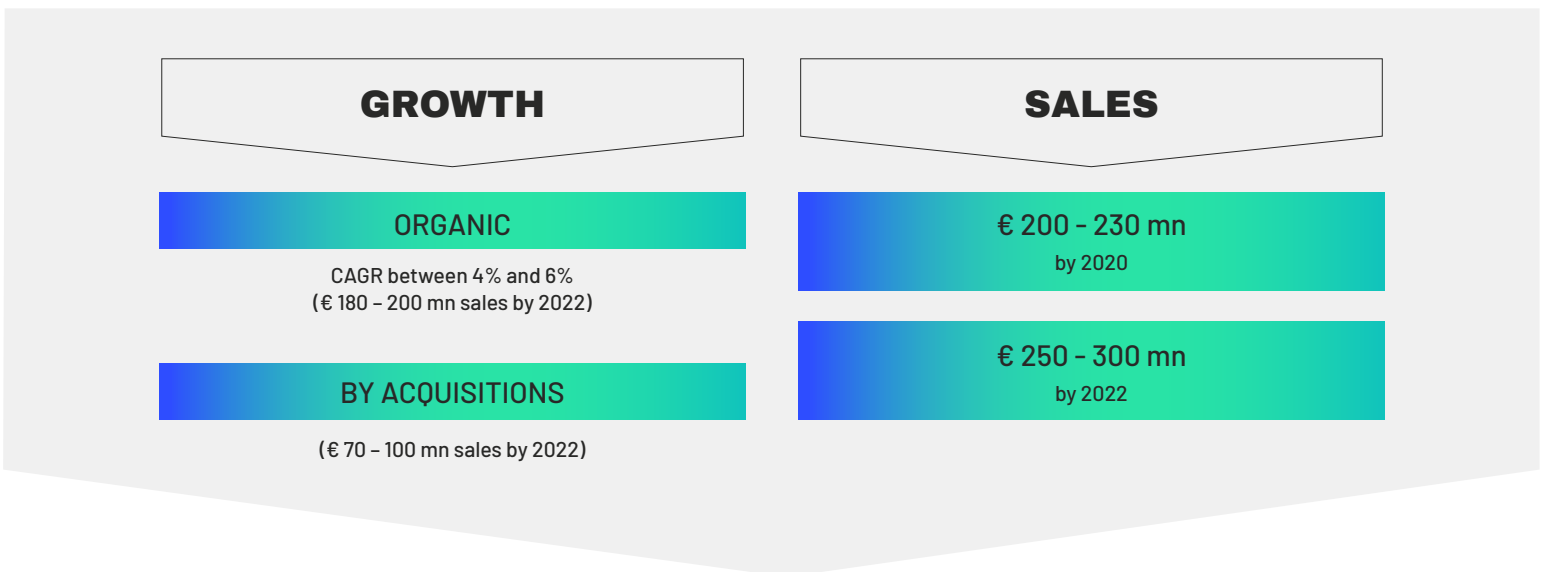 GROWTH
ORGANIC
CAGR between 4% and 6%
(€ 180 – 200 mn sales by 2022)
BY ACQUISITIONS
(€ 70 – 100 mn sales by 2022)
SALES
€ 200 - 230 mn
by 2020
€ 250 - 300 mn
by 2022